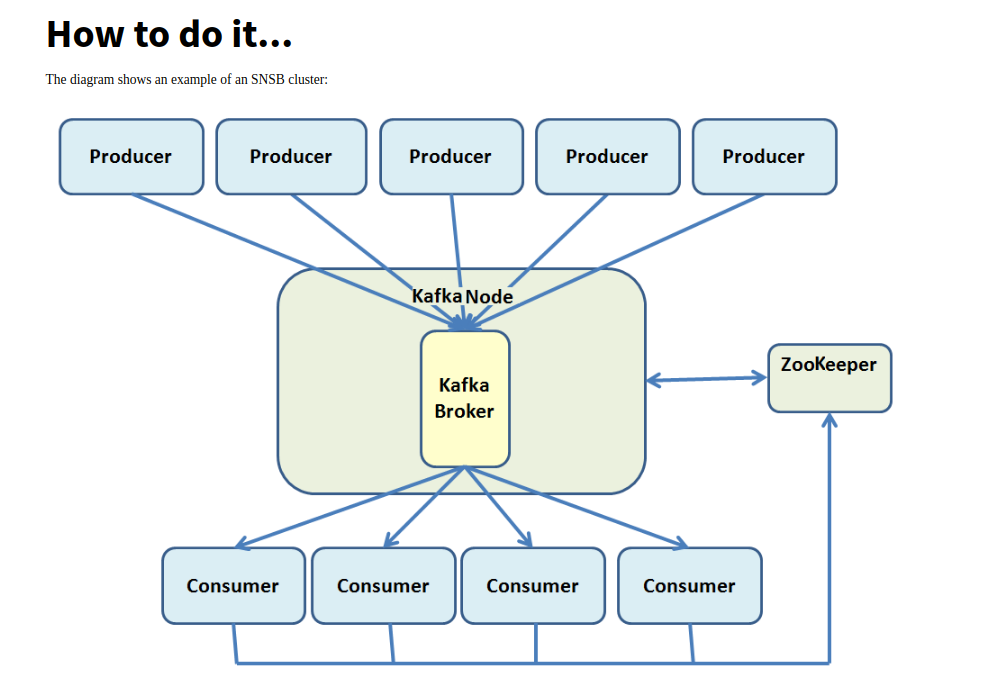 How to do it...
The diagram shows an example of an SNSB cluster:
Producer
Producer
Producer
Producer
Producer
Kafka Node
Kafka
Broker
ZooKeeper
Consumer
Consumer
Consumer
Consumer